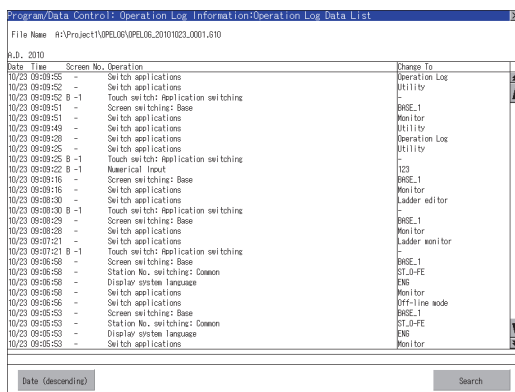 Program/Data Control: Operation Log Information:Operation Log Data List
File Name A:\Project1\OPELOG\OPELOG_20101023_0001.G10
A.D. 2010
Date Time Screen No. Operation Change To
10/23 09:09:55 - Switch applications Operation Log
10/23 09:09:52 - Switch applications Utility
10/23 09:09:52 B -1 Touch switch: Application switching -
10/23 09:09:51 - Screen switching: Base BASE_1
10/23 09:09:51 - Switch applications Monitor
10/23 09:09:49 - Switch applications Utility
10/23 09:09:28 - Switch applications Operation Log
10/23 09:09:25 - Switch applications Utility
10/23 09:09:25 B -1 Touch switch: Application switching -
10/23 09:09:22 B -1 Numerical Input 123
10/23 09:09:16 - Screen switching: Base BASE_1
10/23 09:09:16 - Switch applications Monitor
10/23 09:08:30 - Switch applications Ladder editor
10/23 09:08:30 B -1 Touch switch: Application switching -
10/23 09:08:29 - Screen switching: Base BASE_1
10/23 09:08:28 - Switch applications Monitor
10/23 09:07:21 - Switch applications Ladder monitor
10/23 09:07:21 B -1 Touch switch: Application switching -
10/23 09:06:58 - Screen switching: Base BASE_1
10/23 09:06:58 - Station No. switching: Common ST_0-FE
10/23 09:06:58 - Display system language ENG
10/23 09:06:58 - Switch applications Monitor
10/23 09:06:56 - Switch applications Off-line mode
10/23 09:05:53 - Screen switching: Base BASE_1
10/23 09:05:53 - Station No. switching: Common ST_0-FE
10/23 09:05:53 - Display system language ENG
10/23 09:05:53 - Switch applications Monitor
Date (descending) Search